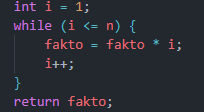 int i = 1;
while (i <= n) {
fakto = fakto * i;
i++;
}
return fakto;